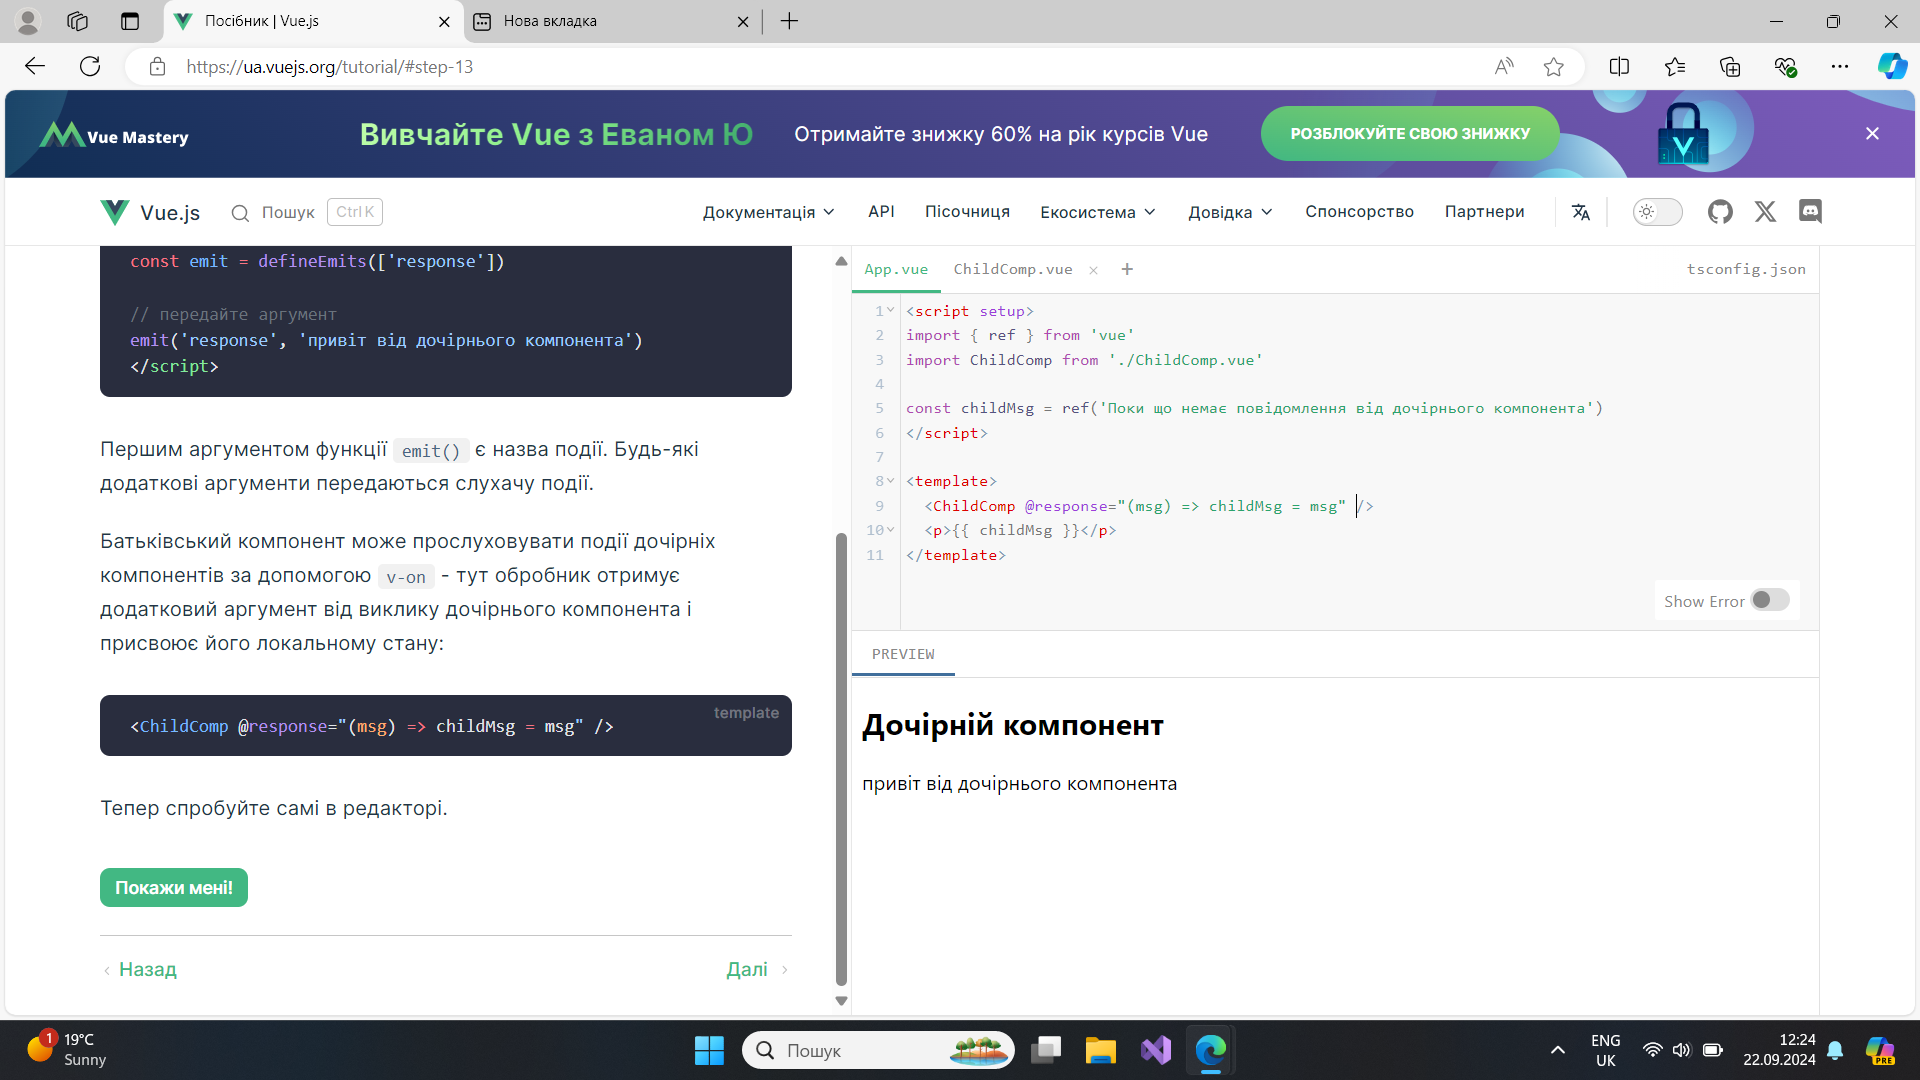 Посібник | Vue.js
Нова вкладка
https://ua.vuejs.org/tutorial/#step-13
Vue Mastery
Вивчайте Vue з Еваном Ю
Отримайте знижку 60% на рік курсів Vue
РОЗБЛОКУЙТЕ СВОЮ ЗНИЖКУ
Vue.js
Пошук
Ctrl K
Документація
API
Пісочниця
Екосистема
Довідка
Спонсорство
Партнери
const emit = defineEmits(['response'])
// передайте аргумент
emit('response', 'привіт від дочірнього компонента')
</script>
Першим аргументом функції emit() є назва події. Будь-які
додаткові аргументи передаються слухачу події.
Батьківський компонент може прослуховувати події дочірніх
компонентів за допомогою v-on - тут обробник отримує
додатковий аргумент від виклику дочірнього компонента і
присвоює його локальному стану:
template
<ChildComp @response="(msg) => childMsg = msg" />
Тепер спробуйте самі в редакторі.
Покажи мені!
Назад
Далі
App.vue
ChildComp.vue
tsconfig.json
1 <script setup>
2 import { ref } from 'vue'
3 import ChildComp from './ChildComp.vue'
4
5 const childMsg = ref('Поки що немає повідомлення від дочірнього компонента')
6 </script>
7
8 <template>
9 <ChildComp @response="(msg) => childMsg = msg" />
10 <p>{{ childMsg }}</p>
11 </template>
Show Error
PREVIEW
Дочірній компонент
привіт від дочірнього компонента
1
19°C
Sunny
Пошук
ENG
UK
12:24
22.09.2024
PRE